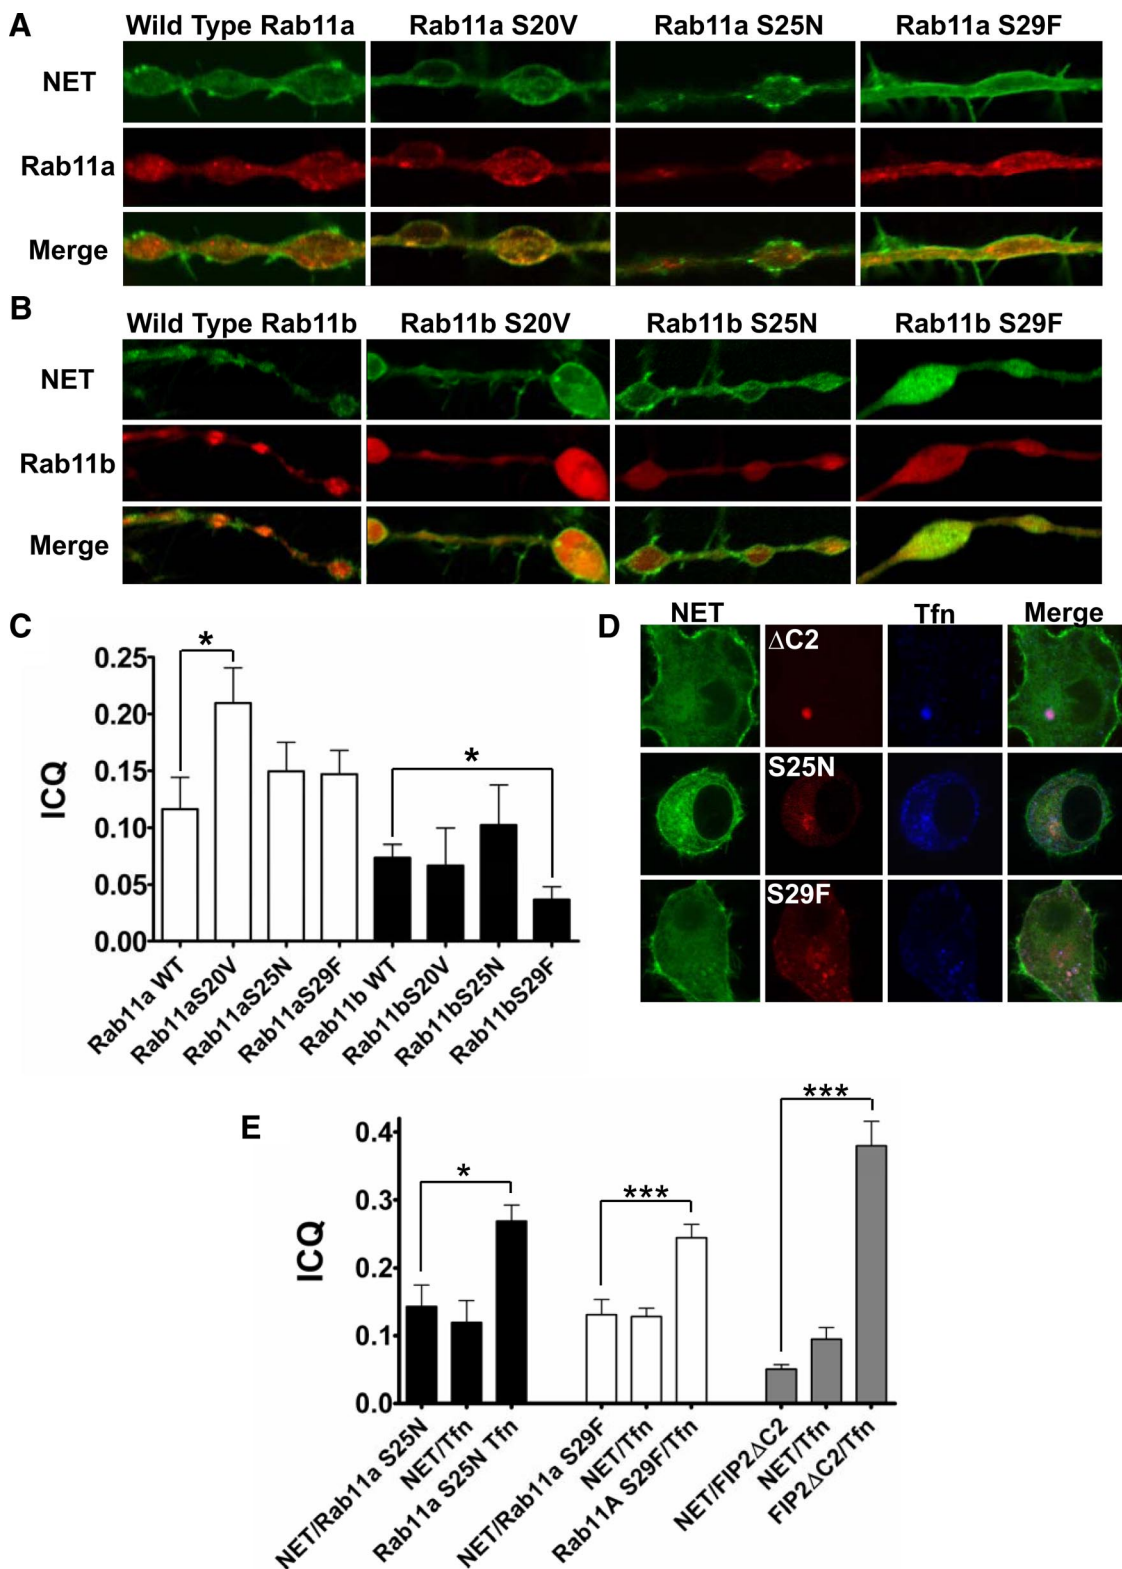 A
Wild Type Rab11a Rab11a S20V Rab11a S25N Rab11a S29F
NET
Rab11a
Merge
B
Wild Type Rab11b Rab11b S20V Rab11b S25N Rab11b S29F
NET
Rab11b
Merge
C
ICQ
0.25
0.20
0.15
0.10
0.05
0.00
*
*
Rab11a WT
Rab11aS20V
Rab11aS25N
Rab11aS29F
Rab11b WT
Rab11bS20V
Rab11bS25N
Rab11bS29F
D
NET Tfn Merge
ΔC2
S25N
S29F
E
ICQ
0.4
0.3
0.2
0.1
0.0
*
***
***
NET/Rab11a S25N
NET/Tfn
Rab11a S25N Tfn
NET/Rab11a S29F
NET/Tfn
Rab11A S29F/Tfn
NET/FIP2ΔC2
NET/Tfn
FIP2ΔC2/Tfn